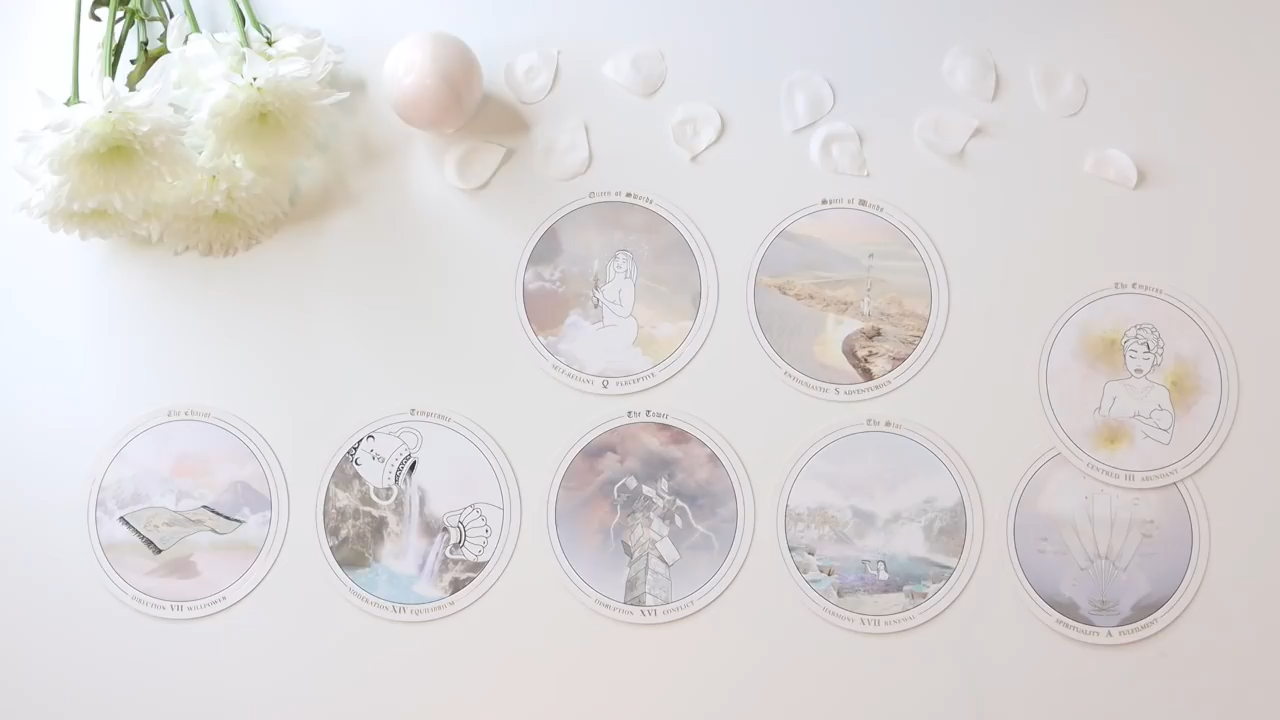 Queen of Swords
SELF-RELIANT Q PERCEPTIVE
Spirit of Wands
ENTHUSIASTIC S ADVENTUROUS
The Empress
CENTRED III ABUNDANT
The Chariot
DIRECTION VII WILLPOWER
Temperance
MODERATION XIV EQUILIBRIUM
The Tower
DISRUPTION XVI CONFLICT
The Star
HARMONY XVII RENEWAL
SPIRITUALITY A FULFILMENT